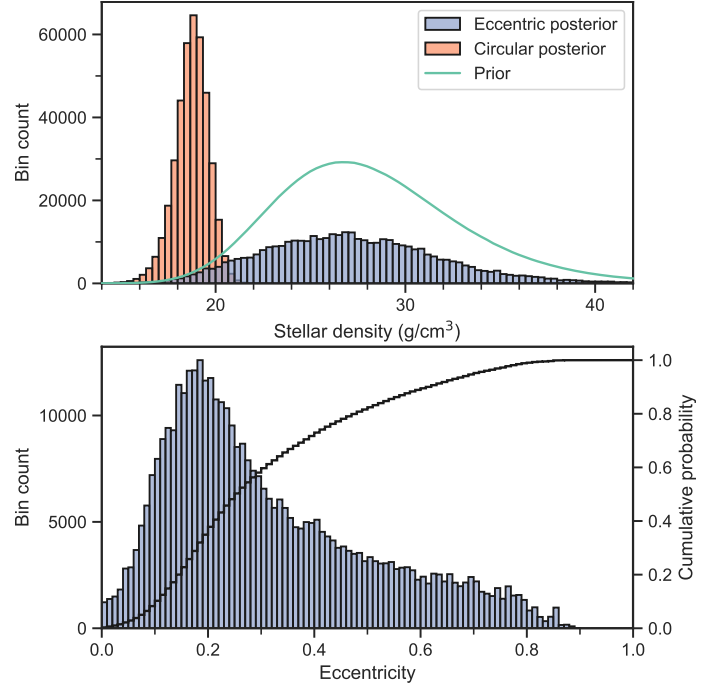 Eccentric posterior
Circular posterior
Prior
60000
40000
20000
0
Bin count
20
30
40
Stellar density (g/cm³)
10000
5000
0
Bin count
1.0
0.8
0.6
0.4
0.2
0.0
Cumulative probability
0.0
0.2
0.4
0.6
0.8
1.0
Eccentricity